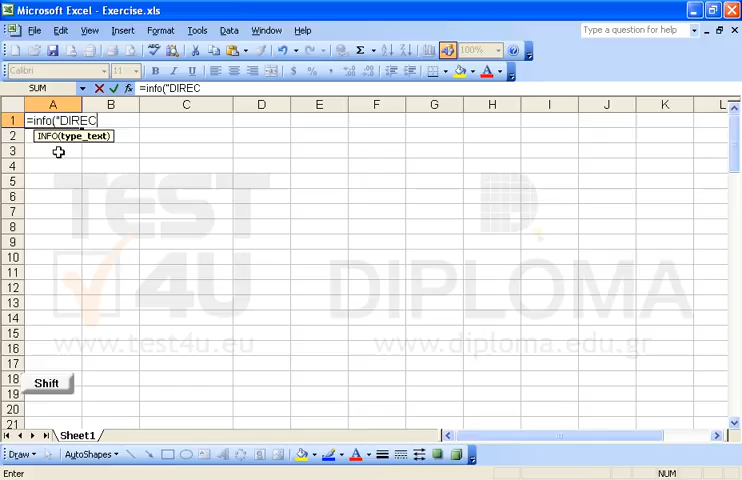 Microsoft Excel - Exercise.xls
File Edit View Insert Format Tools Data Window Help Type a question for help
100%
Calibri 11 B I U
SUM =info("DIREC
A B C D E F G H I J K L
1 =info("DIREC
2 INFO(type_text)
3
4
5
6
7
8
9
10
11
12
13
14
15
16
17
18
19
20
21
TEST 4U
DIPLOMA
www.test4u.eu www.diploma.edu.gr
Shift
Sheet1
Draw AutoShapes
Enter NUM